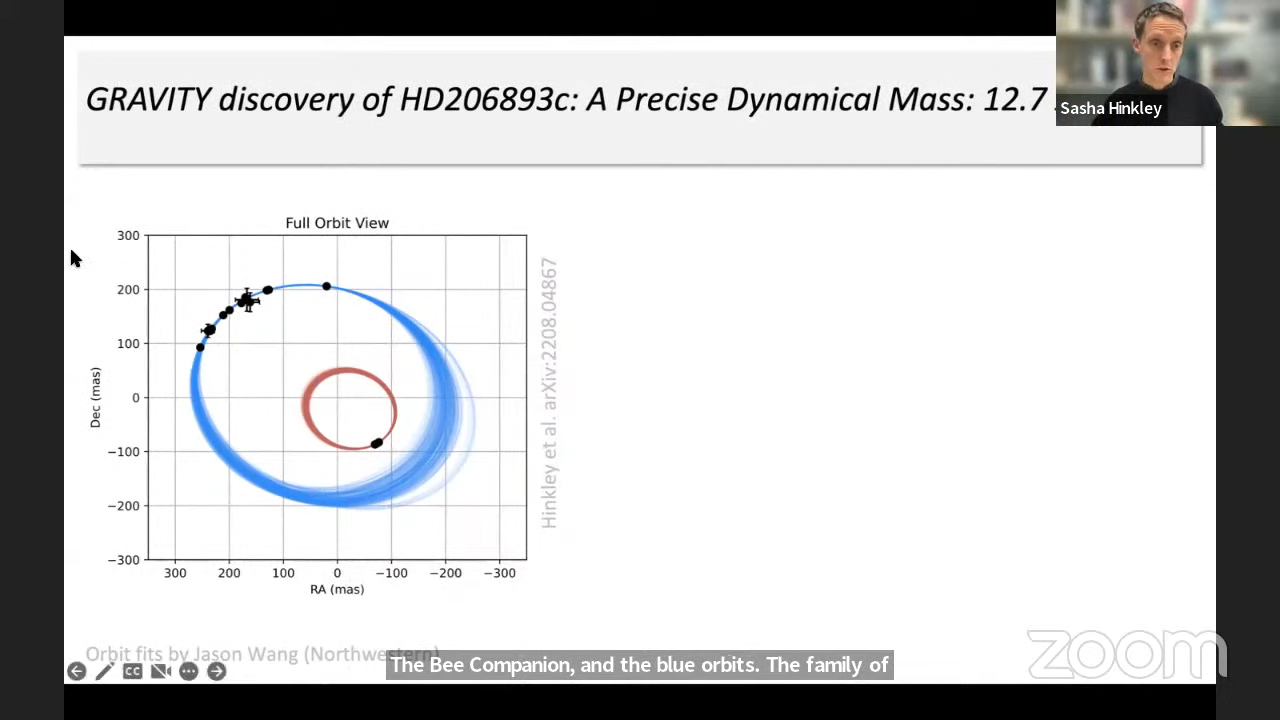 GRAVITY discovery of HD206893c: A Precise Dynamical Mass: 12.7
Sasha Hinkley
Full Orbit View
300
200
100
0
−100
−200
−300
Dec (mas)
300
200
100
0
−100
−200
−300
RA (mas)
Hinkley et al. arXiv:2208.04867
Orbit fits by Jason Wang (Northwestern)
CC
The Bee Companion, and the blue orbits. The family of
zoom